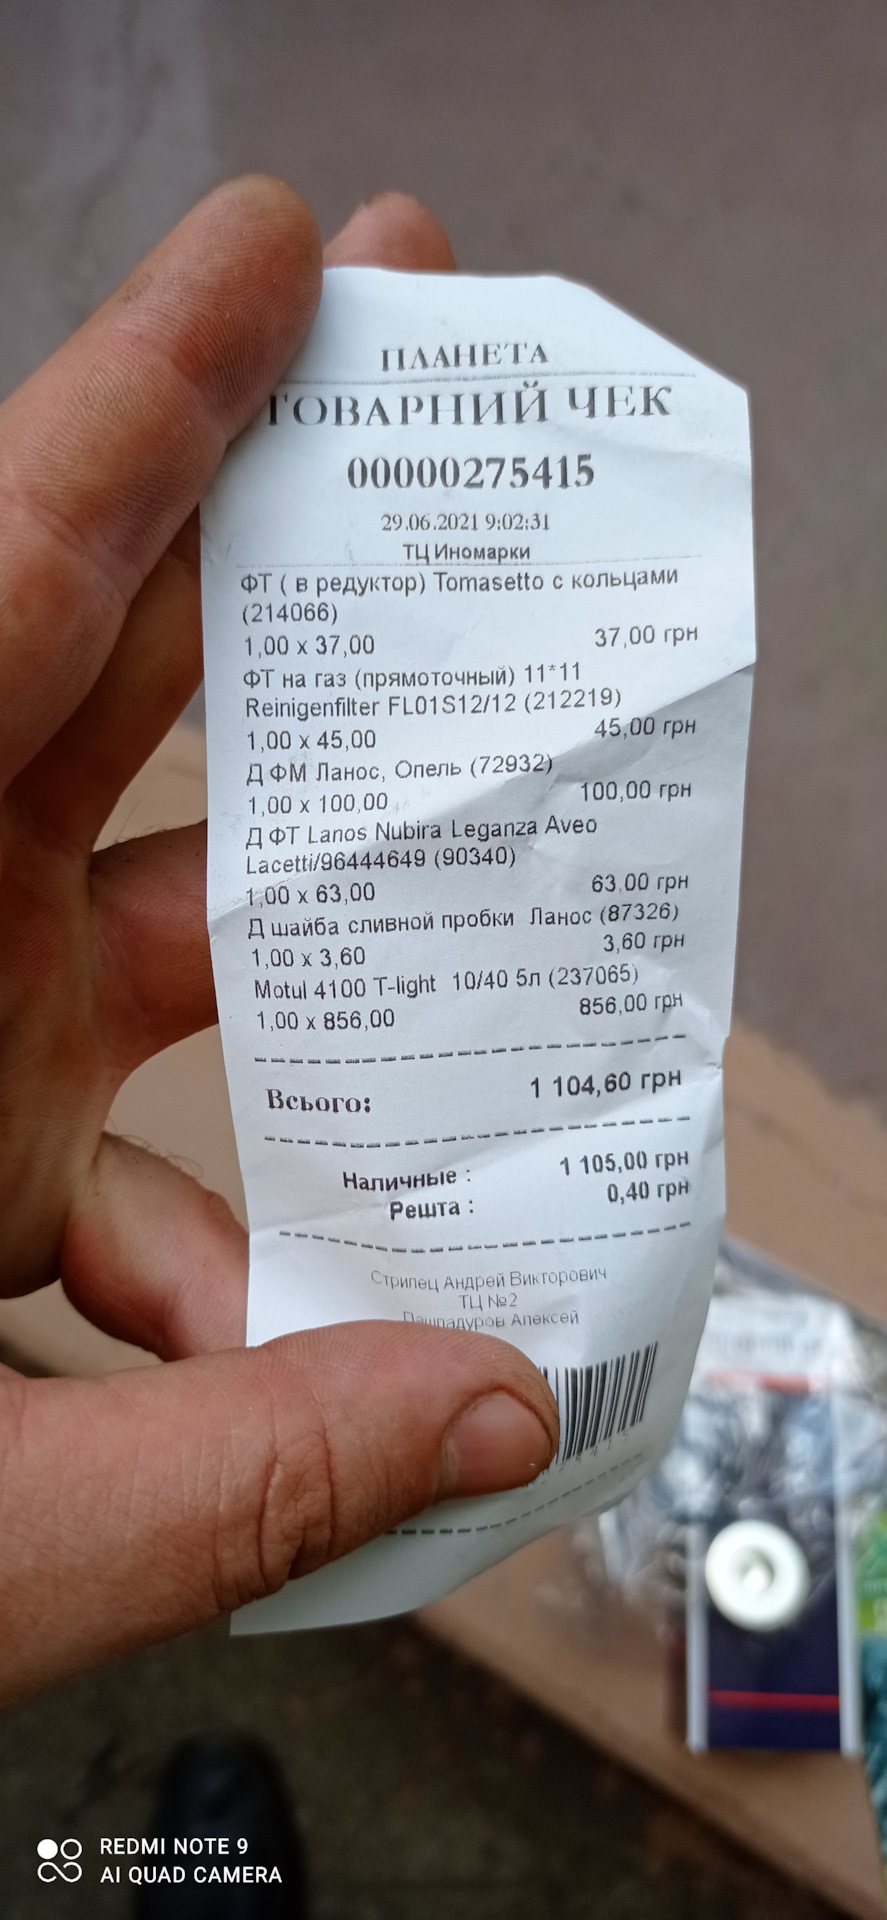 ПЛАНЕТА
ТОВАРНИЙ ЧЕК
00000275415
29.06.2021 9:02:31
ТЦ Иномарки
ФТ ( в редуктор) Tomasetto с кольцами
(214066)
1,00 x 37,00 37,00 грн
ФТ на газ (прямоточный) 11*11
Reinigenfilter FL01S12/12 (212219)
1,00 x 45,00 45,00 грн
Д ФМ Ланос, Опель (72932)
1,00 x 100,00 100,00 грн
Д ФТ Lanos Nubira Leganza Aveo
Lacetti/96444649 (90340)
1,00 x 63,00 63,00 грн
Д шайба сливной пробки Ланос (87326)
1,00 x 3,60 3,60 грн
Motul 4100 T-light 10/40 5л (237065)
1,00 x 856,00 856,00 грн
Всього: 1 104,60 грн
Наличные : 1 105,00 грн
Решта : 0,40 грн
Стрилец Андрей Викторович
ТЦ №2
Алексей
REDMI NOTE 9
AI QUAD CAMERA